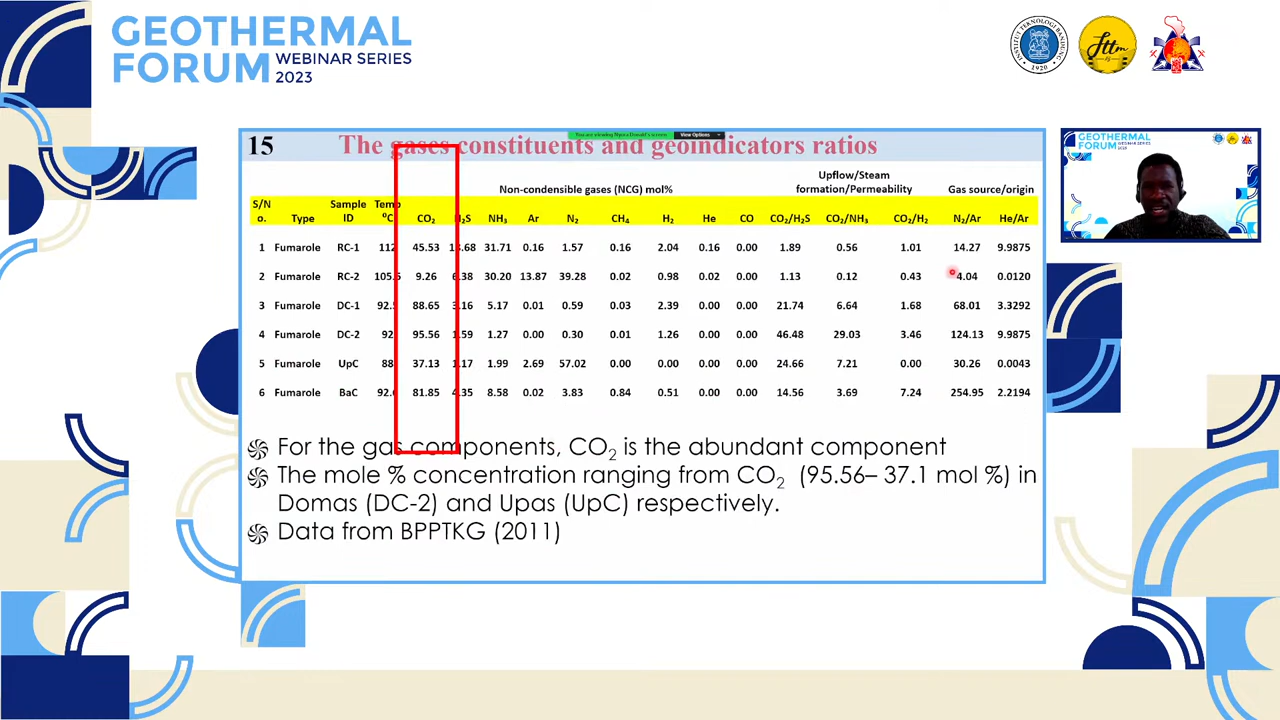 GEOTHERMAL
FORUM WEBINAR SERIES
2023
INSTITUT TEKNOLOGI BANDUNG
1920
fttm
You are viewing Nyura Donald's screen View Options
15 The gases constituents and geoindicators ratios
GEOTHERMAL
FORUM WEBINAR SERIES
2023
Non-condensible gases (NCG) mol% Upflow/Steam formation/Permeability Gas source/origin
S/N o. Type Sample ID Temp ⁰C CO₂ H₂S NH₃ Ar N₂ CH₄ H₂ He CO CO₂/H₂S CO₂/NH₃ CO₂/H₂ N₂/Ar He/Ar
1 Fumarole RC-1 112 45.53 .68 31.71 0.16 1.57 0.16 2.04 0.16 0.00 1.89 0.56 1.01 14.27 9.9875
2 Fumarole RC-2 105. 9.26 .38 30.20 13.87 39.28 0.02 0.98 0.02 0.00 1.13 0.12 0.43 4.04 0.0120
3 Fumarole DC-1 92. 88.65 .16 5.17 0.01 0.59 0.03 2.39 0.00 0.00 21.74 6.64 1.68 68.01 3.3292
4 Fumarole DC-2 92 95.56 .59 1.27 0.00 0.30 0.01 1.26 0.00 0.00 46.48 29.03 3.46 124.13 9.9875
5 Fumarole UpC 88 37.13 .17 1.99 2.69 57.02 0.00 0.00 0.00 0.00 24.66 7.21 0.00 30.26 0.0043
6 Fumarole BaC 92. 81.85 .35 8.58 0.02 3.83 0.84 0.51 0.00 0.00 14.56 3.69 7.24 254.95 2.2194
For the gas components, CO₂ is the abundant component
The mole % concentration ranging from CO₂ (95.56– 37.1 mol %) in
Domas (DC-2) and Upas (UpC) respectively.
Data from BPPTKG (2011)